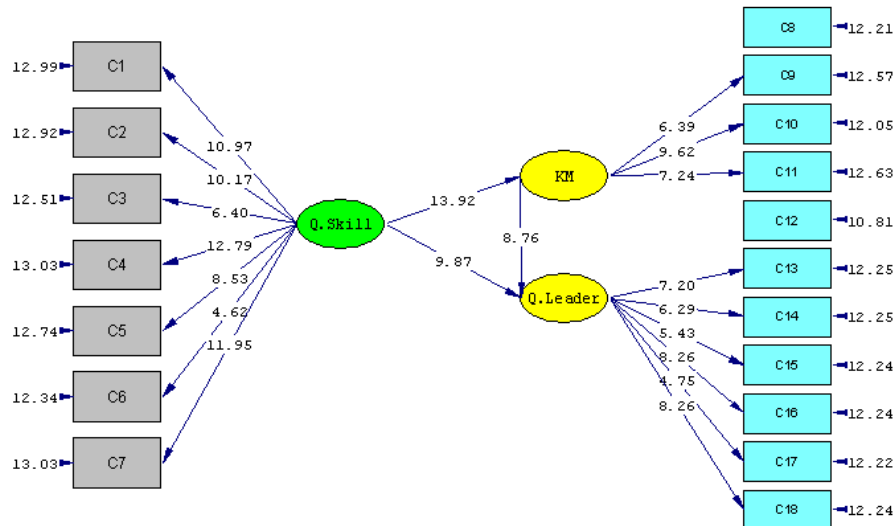 12.99 C1
12.92 C2
12.51 C3
13.03 C4
12.74 C5
12.34 C6
13.03 C7
10.97
10.17
6.40
12.79
8.53
4.62
11.95
Q.Skill
13.92
9.87
8.76
KM
Q.Leader
6.39
9.62
7.24
7.20
6.29
5.43
8.26
4.75
8.26
C8 12.21
C9 12.57
C10 12.05
C11 12.63
C12 10.81
C13 12.25
C14 12.25
C15 12.24
C16 12.24
C17 12.22
C18 12.24